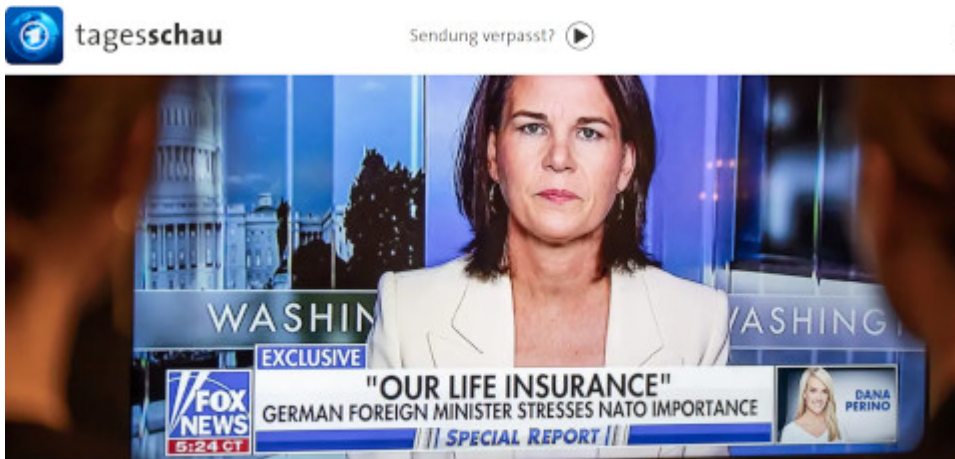 tagesschau
Sendung verpasst?
WASHIN
ASHINGT
EXCLUSIVE
"OUR LIFE INSURANCE"
GERMAN FOREIGN MINISTER STRESSES NATO IMPORTANCE
DANA
PERINO
FOX
NEWS
5:24 CT
SPECIAL REPORT